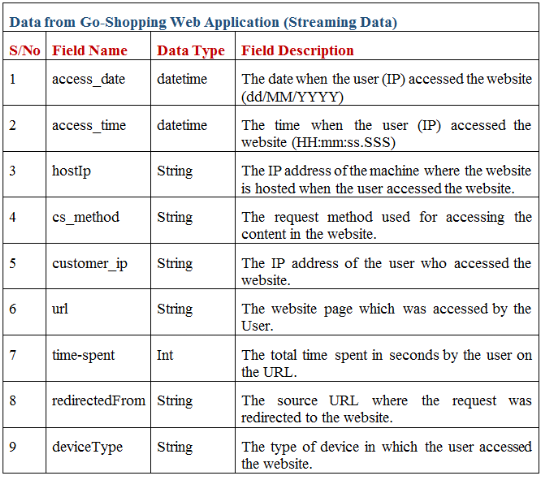 Data from Go-Shopping Web Application (Streaming Data)
S/No Field Name Data Type Field Description
1 access_date datetime The date when the user (IP) accessed the website
(dd/MM/YYYY)
2 access_time datetime The time when the user (IP) accessed the
website (HH:mm:ss.SSS)
3 hostIp String The IP address of the machine where the website
is hosted when the user accessed the website.
4 cs_method String The request method used for accessing the
content in the website.
5 customer_ip String The IP address of the user who accessed the
website.
6 url String The website page which was accessed by the
User.
7 time-spent Int The total time spent in seconds by the user on
the URL.
8 redirectedFrom String The source URL where the request was
redirected to the website.
9 deviceType String The type of device in which the user accessed
the website.